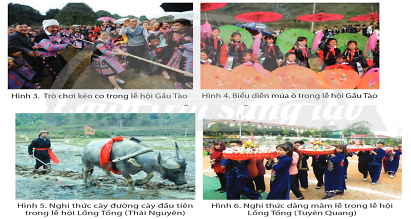 Hình 3. Trò chơi kéo co trong lễ hội Gầu Tào
Hình 4. Biểu diễn múa ô trong lễ hội Gầu Tào
Hình 5. Nghi thức cày đường cày đầu tiên
trong lễ hội Lồng Tồng (Thái Nguyên)
Hình 6. Nghi thức dâng mâm lễ trong lễ hội
Lồng Tồng (Tuyên Quang)